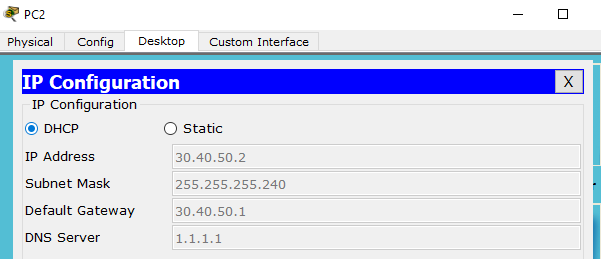 PC2
Physical Config Desktop Custom Interface
IP Configuration X
IP Configuration
DHCP Static
IP Address 30.40.50.2
Subnet Mask 255.255.255.240
Default Gateway 30.40.50.1
DNS Server 1.1.1.1